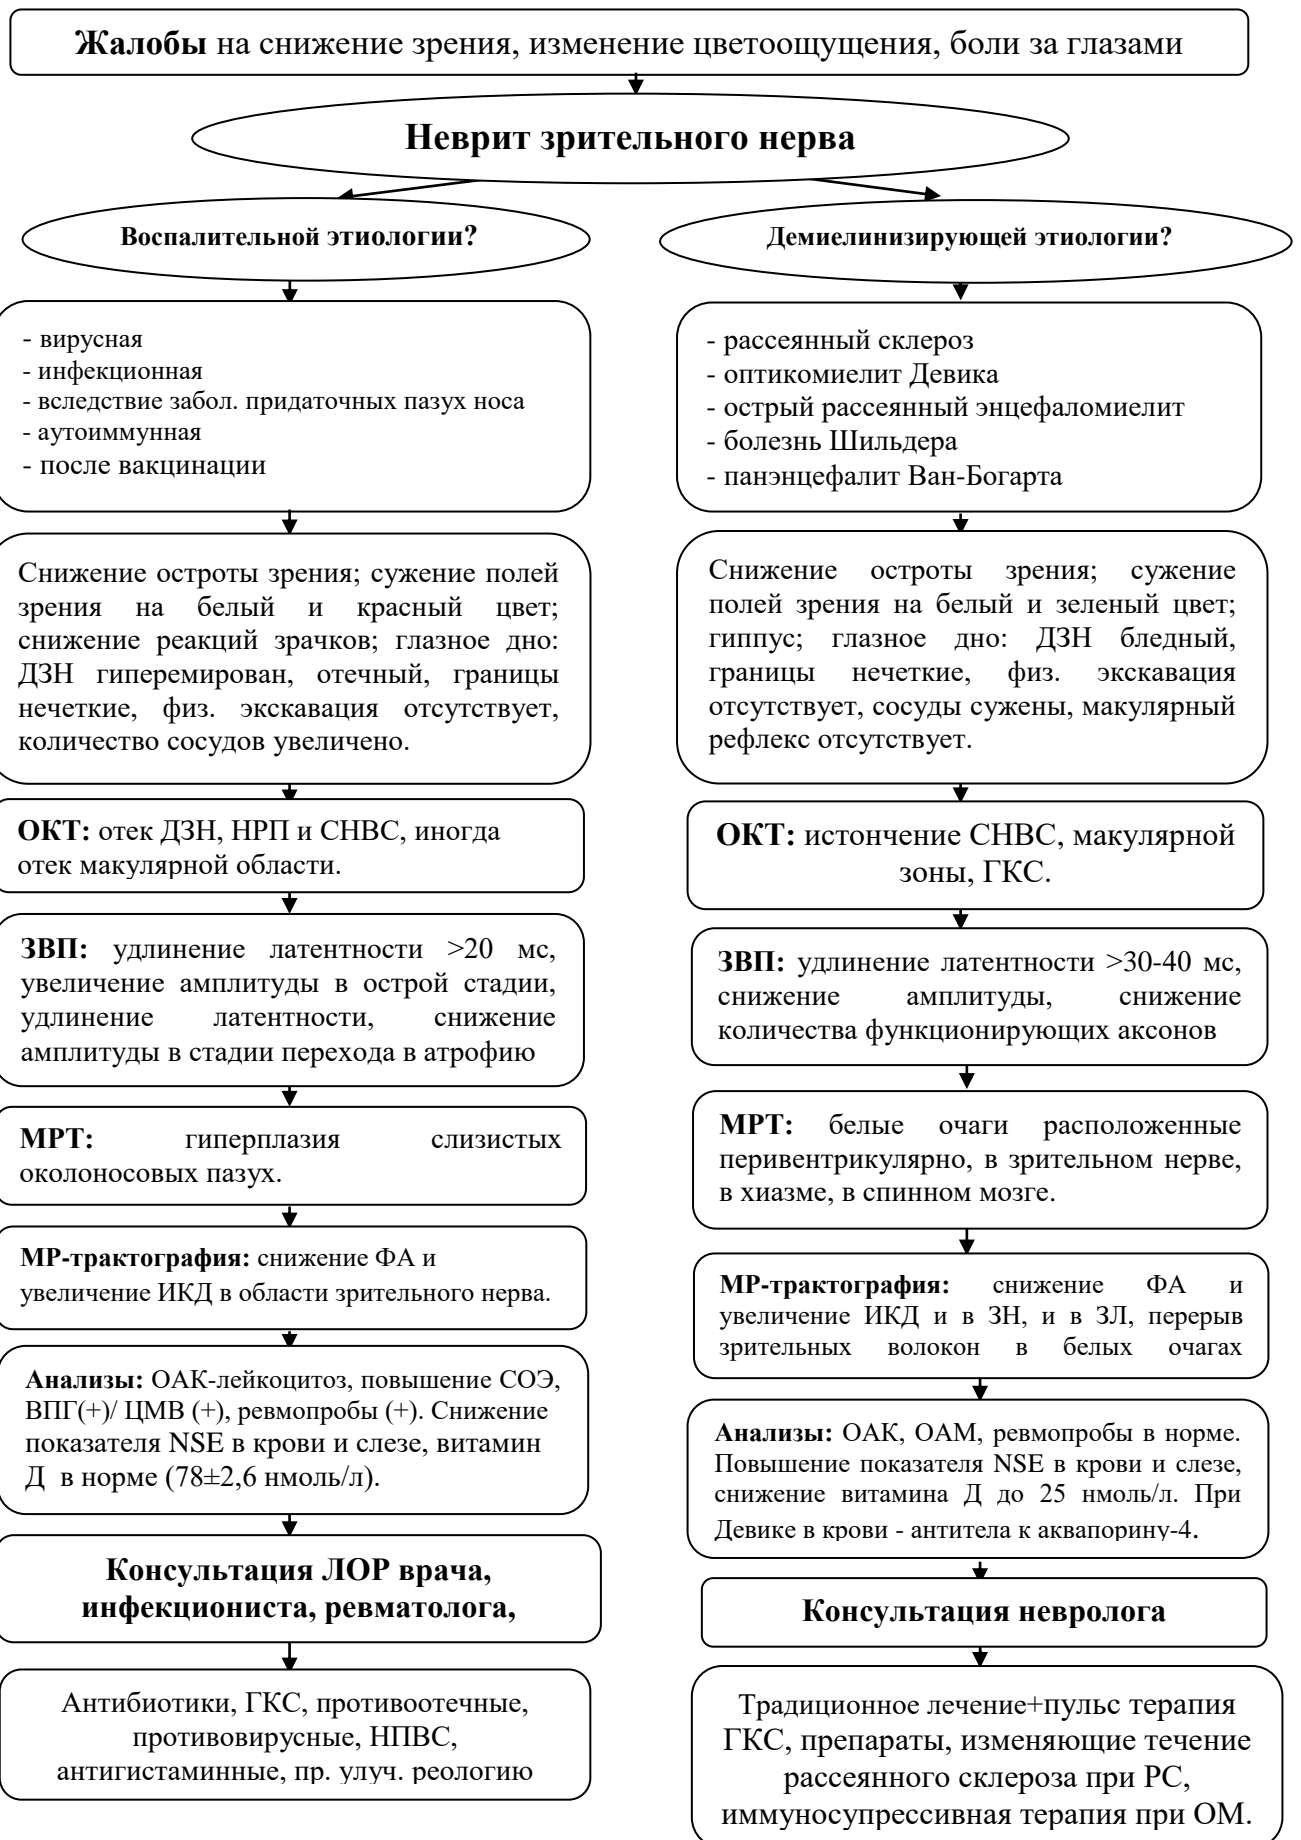 Жалобы на снижение зрения, изменение цветоощущения, боли за глазами
Неврит зрительного нерва
Воспалительной этиологии?
- вирусная
- инфекционная
- вследствие забол. придаточных пазух носа
- аутоиммунная
- после вакцинации
Снижение остроты зрения; сужение полей
зрения на белый и красный цвет;
снижение реакций зрачков; глазное дно:
ДЗН гиперемирован, отечный, границы
нечеткие, физ. экскавация отсутствует,
количество сосудов увеличено.
ОКТ: отек ДЗН, НРП и СНВС, иногда
отек макулярной области.
ЗВП: удлинение латентности >20 мс,
увеличение амплитуды в острой стадии,
удлинение латентности, снижение
амплитуды в стадии перехода в атрофию
МРТ: гиперплазия слизистых
околоносовых пазух.
МР-трактография: снижение ФА и
увеличение ИКД в области зрительного нерва.
Анализы: ОАК-лейкоцитоз, повышение СОЭ,
ВПГ(+)/ ЦМВ (+), ревмопробы (+). Снижение
показателя NSE в крови и слезе, витамин
Д в норме (78±2,6 нмоль/л).
Консультация ЛОР врача,
инфекциониста, ревматолога,
Антибиотики, ГКС, противоотечные,
противовирусные, НПВС,
антигистаминные, пр. улуч. реологию
Демиелинизирующей этиологии?
- рассеянный склероз
- оптикомиелит Девика
- острый рассеянный энцефаломиелит
- болезнь Шильдера
- панэнцефалит Ван-Богарта
Снижение остроты зрения; сужение
полей зрения на белый и зеленый цвет;
гиппус; глазное дно: ДЗН бледный,
границы нечеткие, физ. экскавация
отсутствует, сосуды сужены, макулярный
рефлекс отсутствует.
ОКТ: истончение СНВС, макулярной
зоны, ГКС.
ЗВП: удлинение латентности >30-40 мс,
снижение амплитуды, снижение
количества функционирующих аксонов
МРТ: белые очаги расположенные
перивентрикулярно, в зрительном нерве,
в хиазме, в спинном мозге.
МР-трактография: снижение ФА и
увеличение ИКД и в ЗН, и в ЗЛ, перерыв
зрительных волокон в белых очагах
Анализы: ОАК, ОАМ, ревмопробы в норме.
Повышение показателя NSE в крови и слезе,
снижение витамина Д до 25 нмоль/л. При
Девике в крови - антитела к аквапорину-4.
Консультация невролога
Традиционное лечение+пульс терапия
ГКС, препараты, изменяющие течение
рассеянного склероза при РС,
иммуносупрессивная терапия при ОМ.